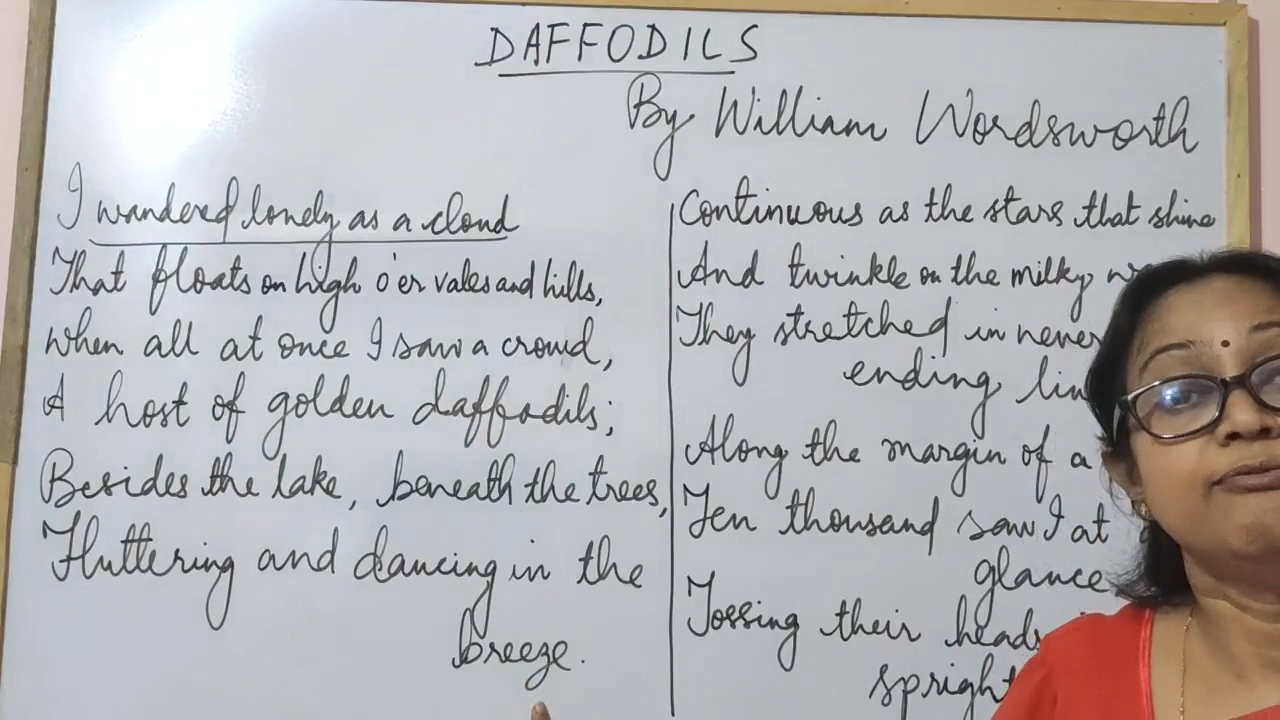 DAFFODILS
By William Wordsworth
I wandered lonely as a cloud
That floats on high o'er vales and hills,
When all at once I saw a crowd,
A host of golden daffodils;
Besides the lake, beneath the trees,
Fluttering and dancing in the
breeze.
Continuous as the stars that shine
And twinkle on the milky
They stretched in never
ending
Along the margin of a
Ten thousand saw I at
glance
Tossing their heads